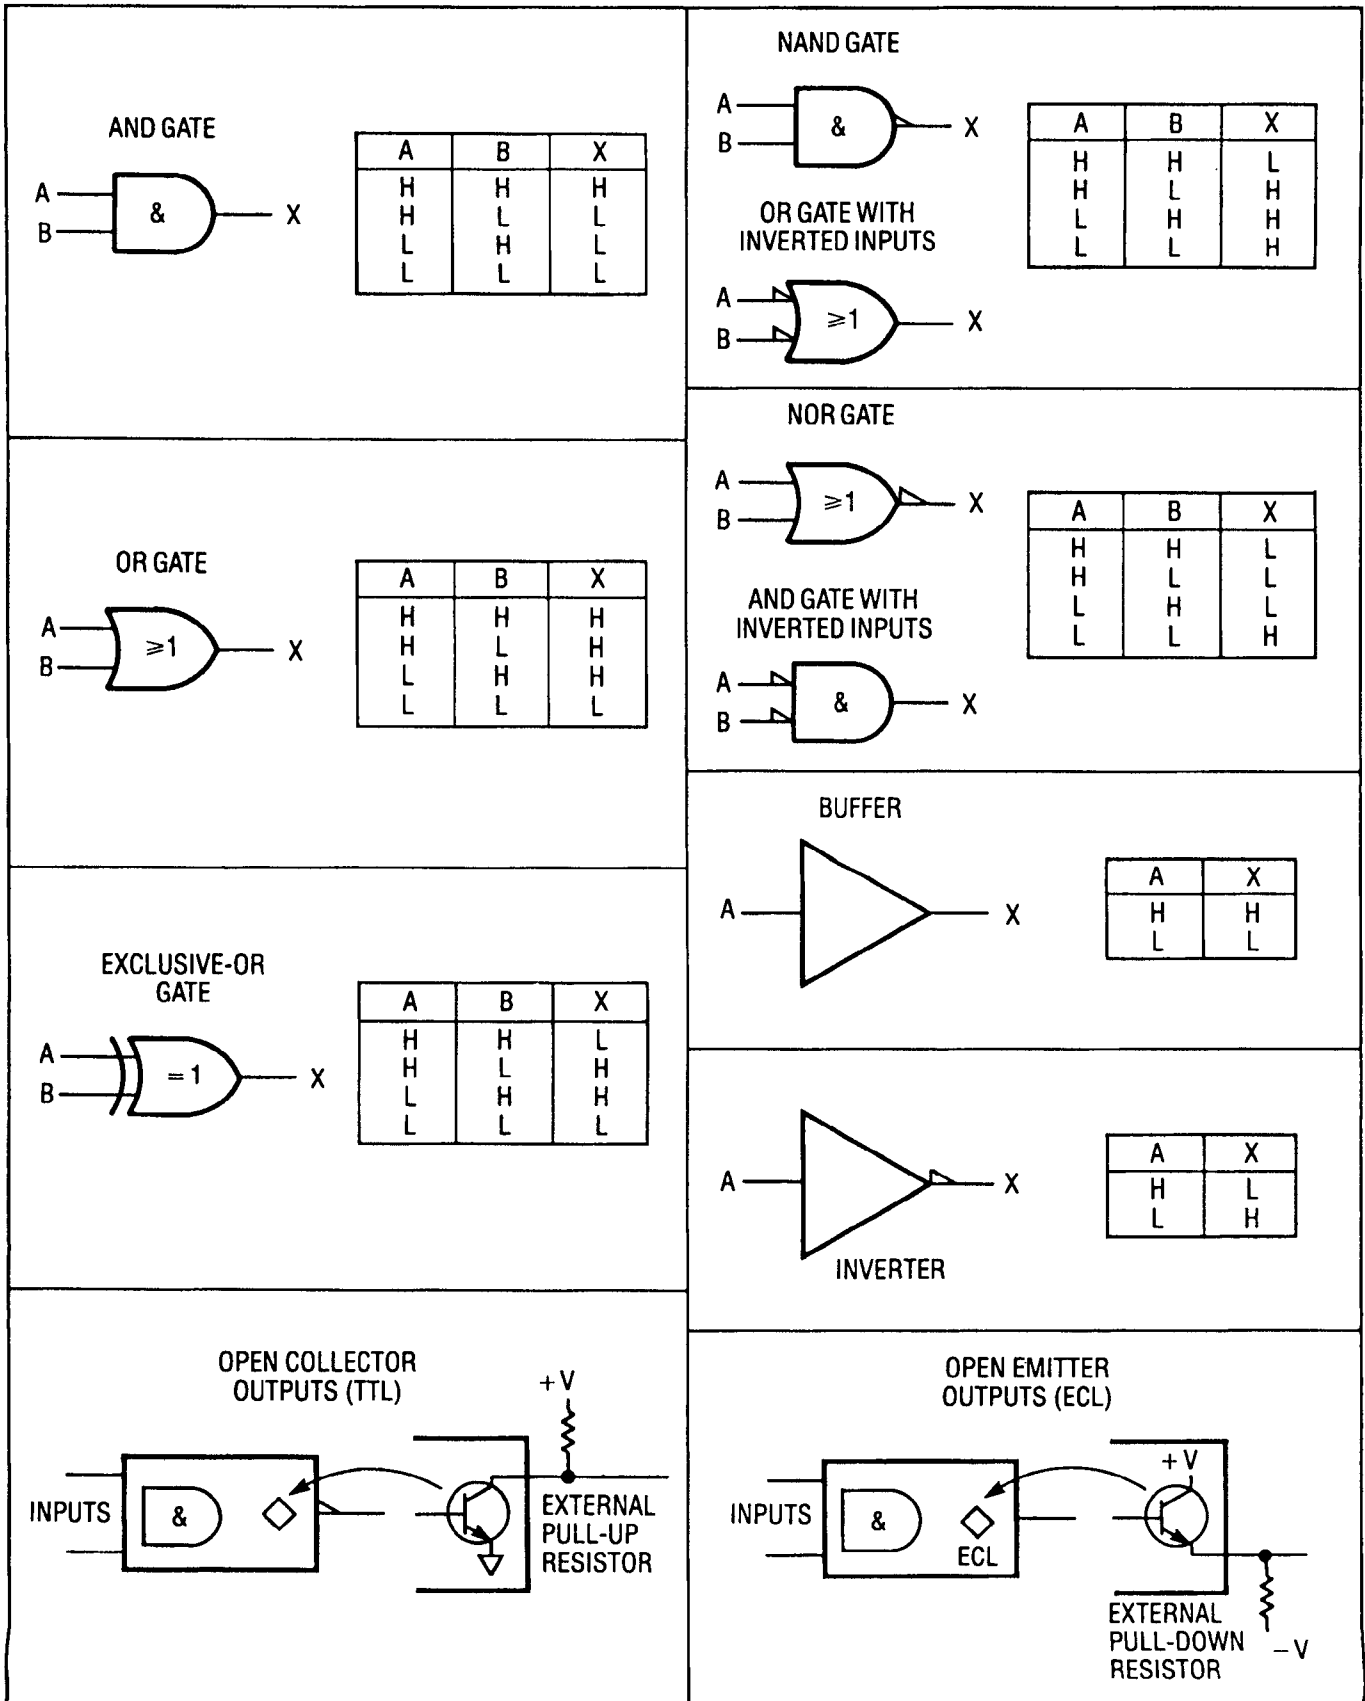 AND GATE
A
B
&
X
A B X
H H H
H L L
L H L
L L L
OR GATE
A
B
≥1
X
A B X
H H H
H L H
L H H
L L L
EXCLUSIVE-OR
GATE
A
B
=1
X
A B X
H H L
H L H
L H H
L L L
OPEN COLLECTOR
OUTPUTS (TTL)
+V
INPUTS
&
EXTERNAL
PULL-UP
RESISTOR
NAND GATE
A
B
&
X
A B X
H H L
H L H
L H H
L L H
OR GATE WITH
INVERTED INPUTS
A
B
≥1
X
NOR GATE
A
B
≥1
X
A B X
H H L
H L L
L H L
L L H
AND GATE WITH
INVERTED INPUTS
A
B
&
X
BUFFER
A
X
A X
H H
L L
A
X
INVERTER
A X
H L
L H
OPEN EMITTER
OUTPUTS (ECL)
+V
INPUTS
&
ECL
EXTERNAL
PULL-DOWN
RESISTOR
−V